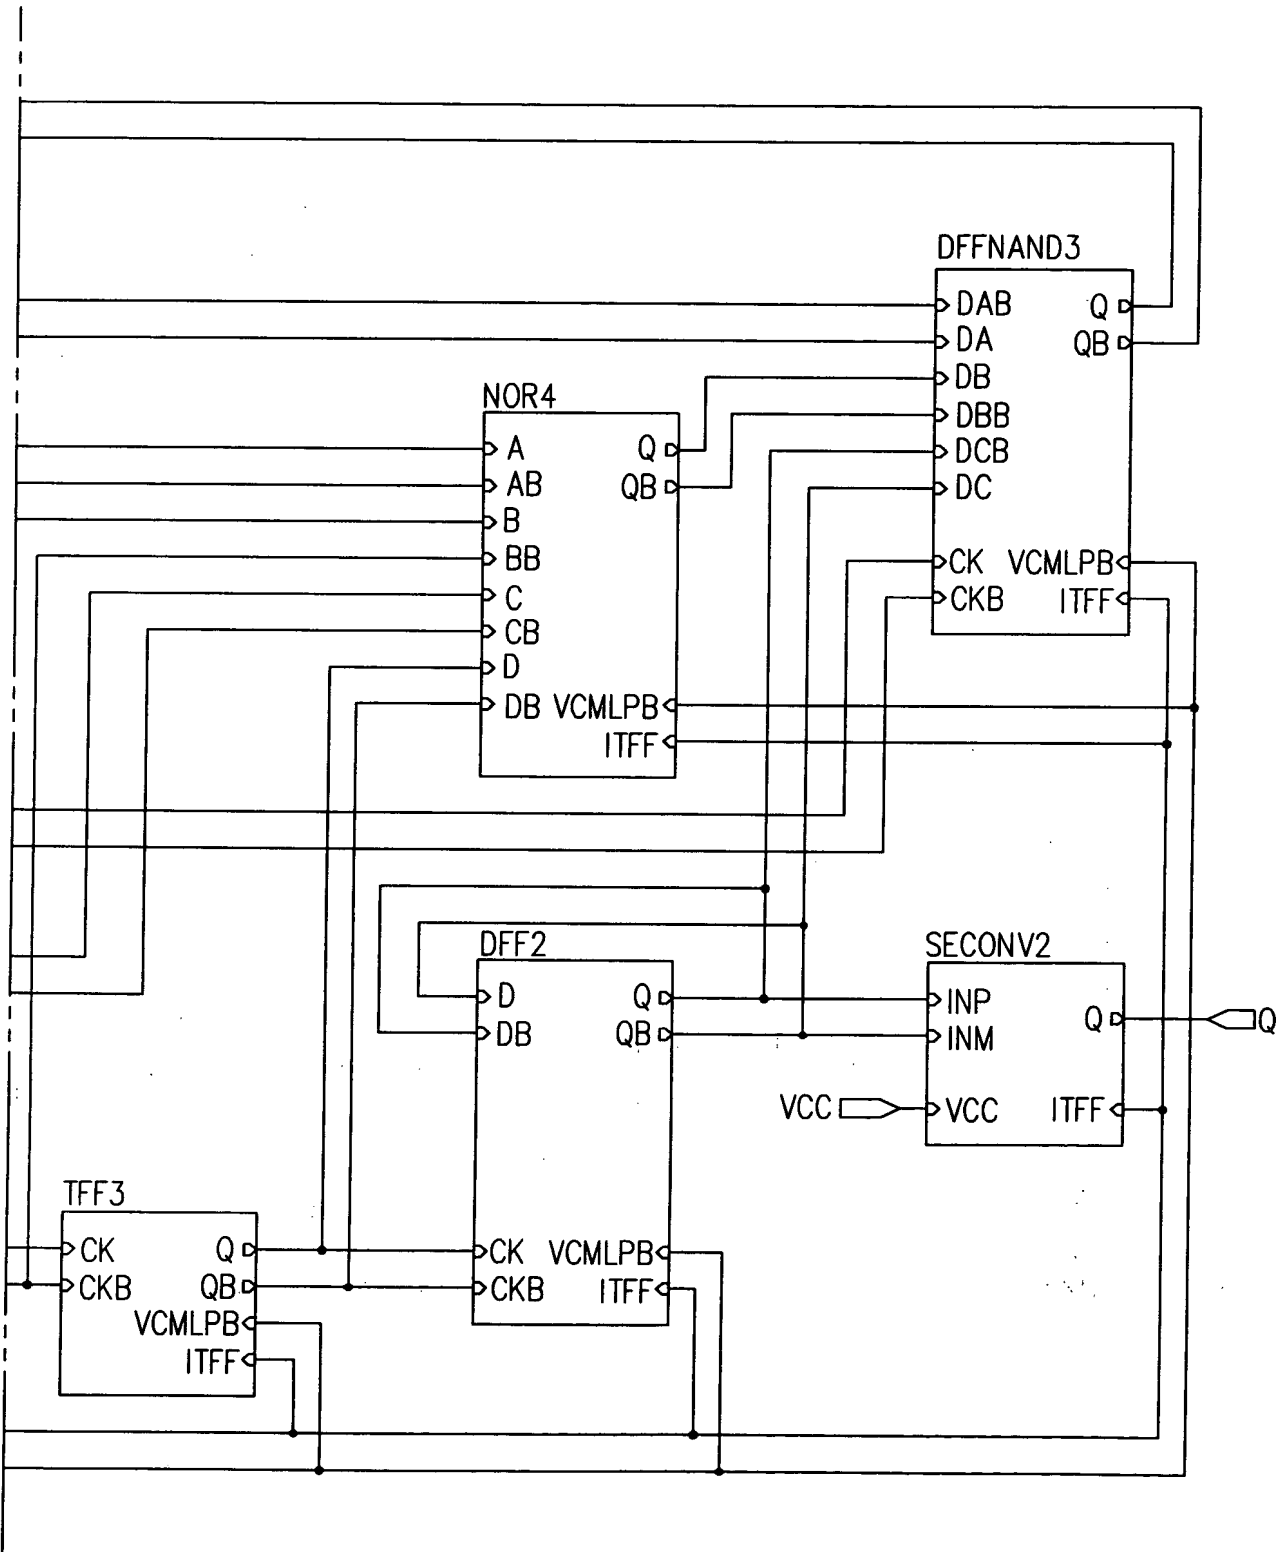 DFFNAND3
DAB Q
DA QB
DB
DBB
DCB
DC
CK VCMLPB
CKB ITFF
NOR4
A Q
AB QB
B
BB
C
CB
D
DB VCMLPB
ITFF
DFF2
D Q
DB QB
CK VCMLPB
CKB ITFF
SECONV2
INP Q Q
INM
VCC VCC ITFF
TFF3
CK Q
CKB QB
VCMLPB
ITFF